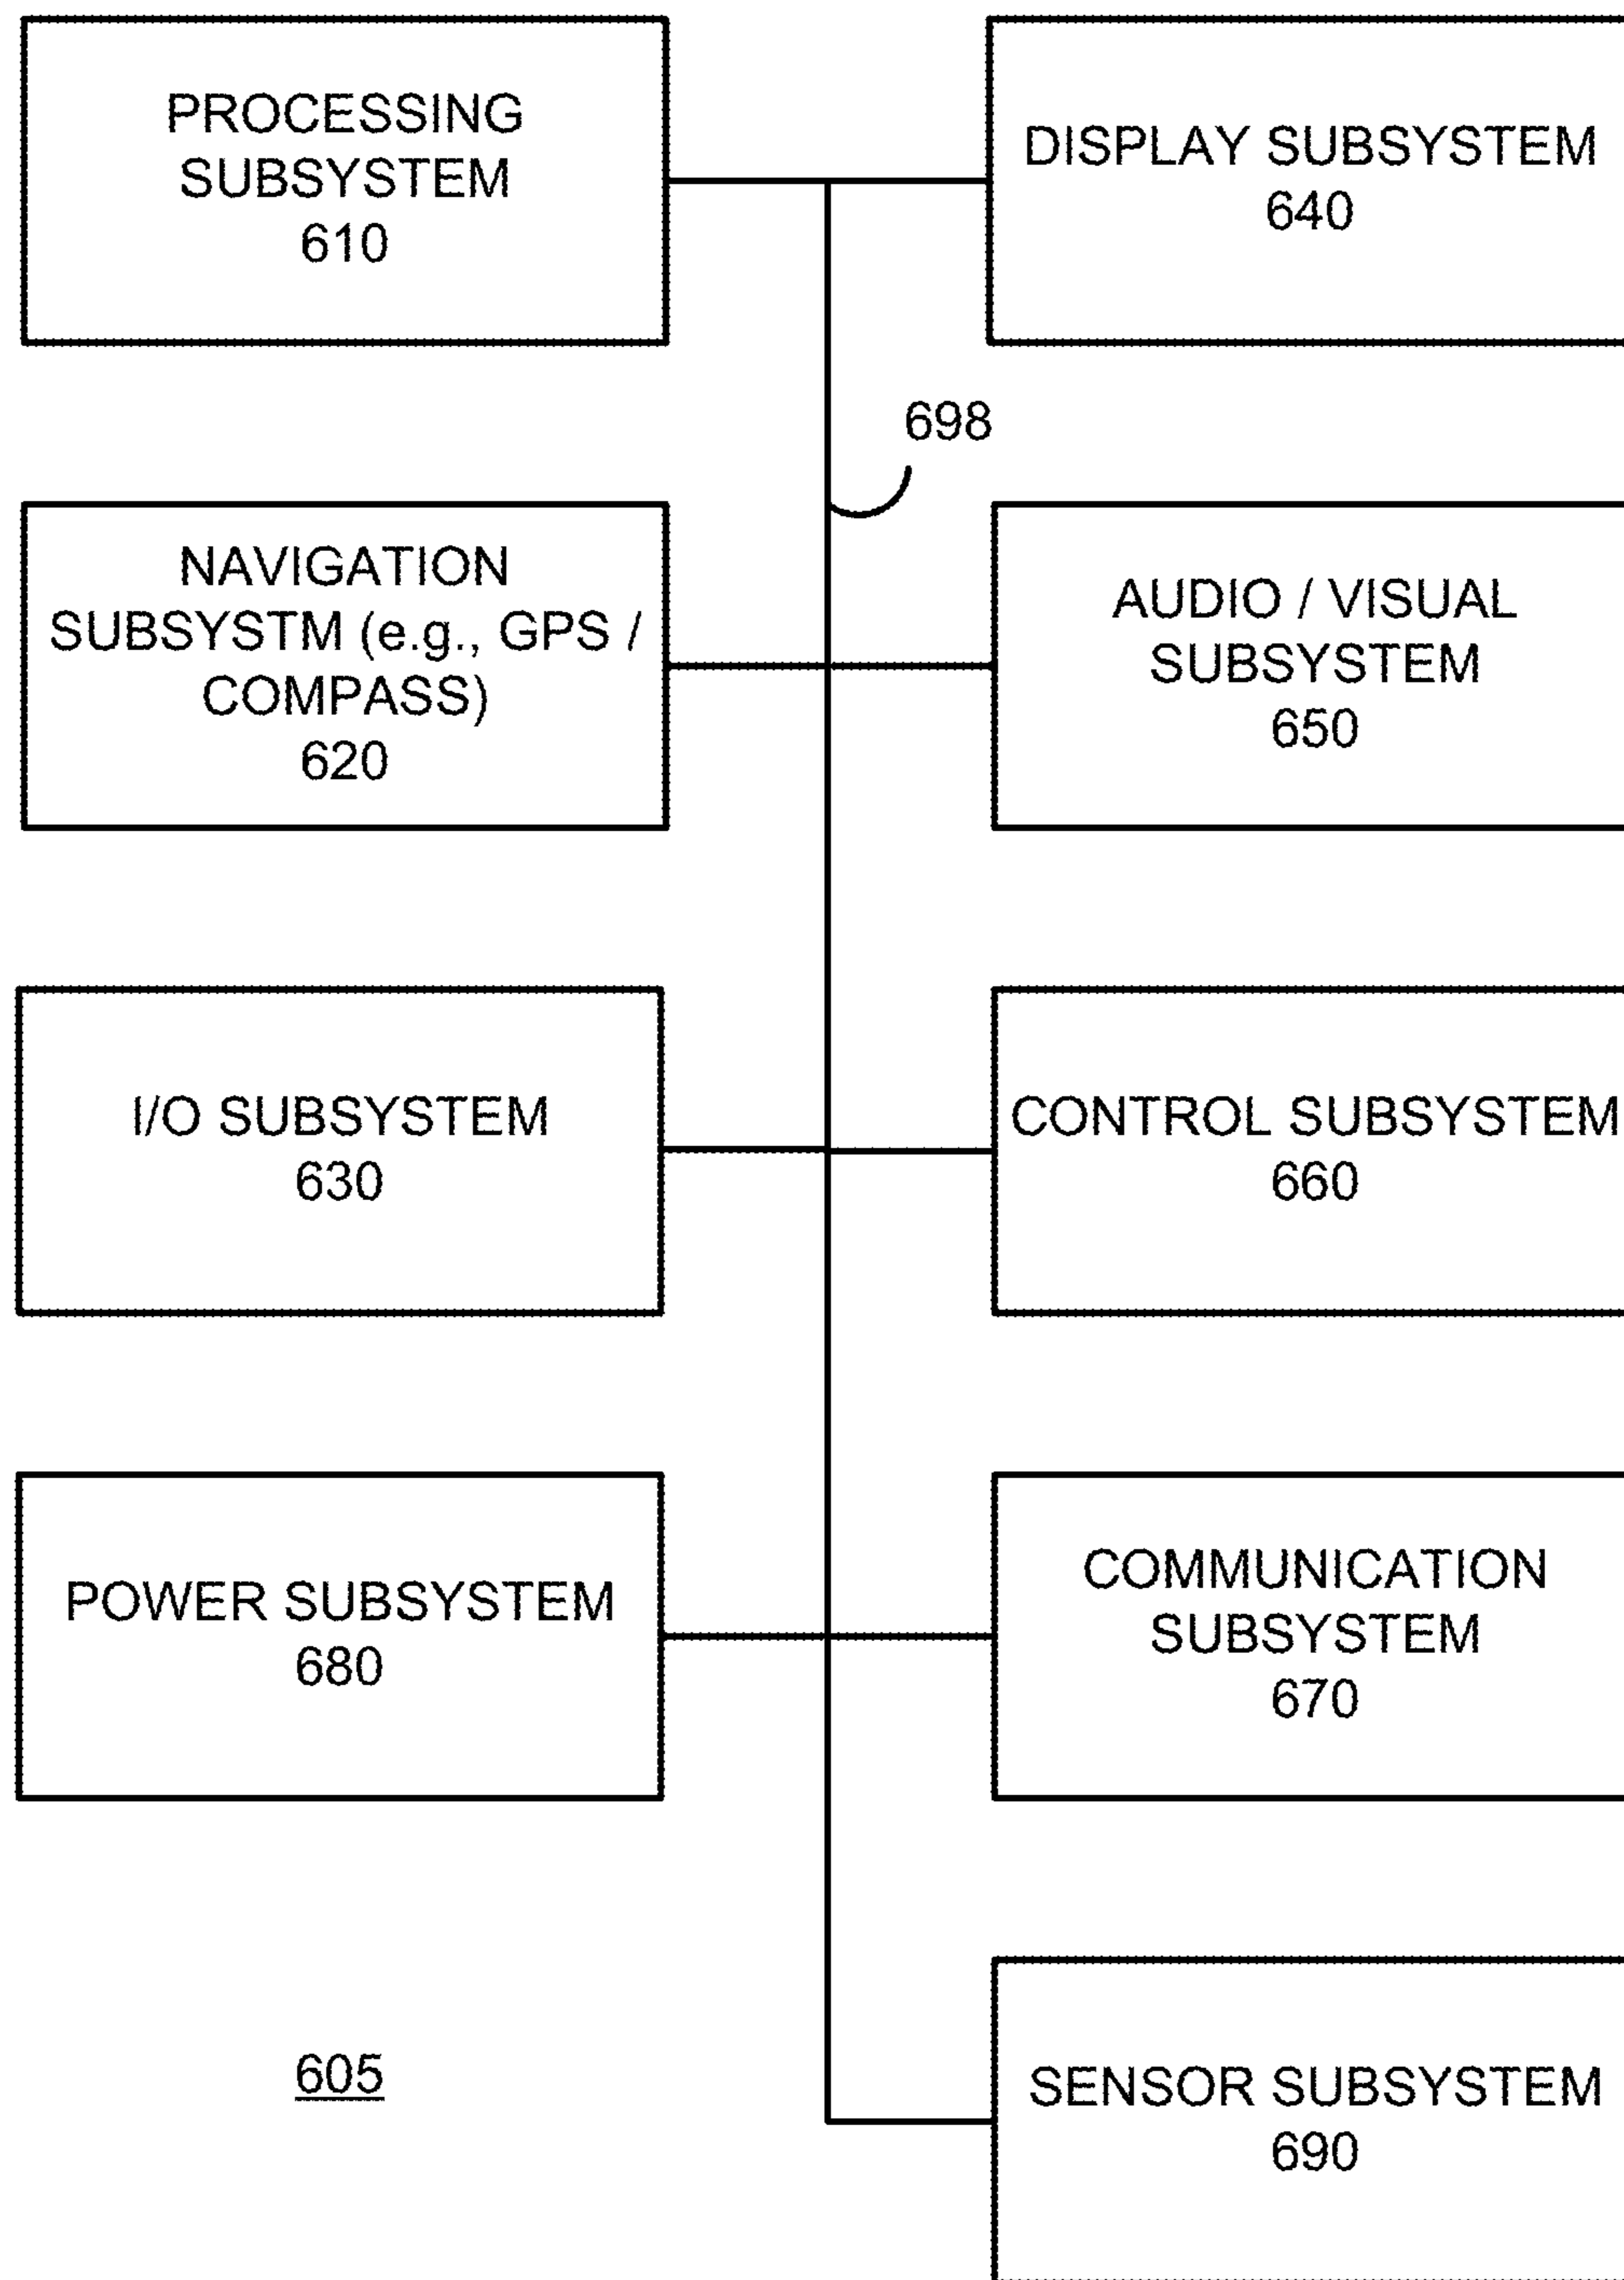 PROCESSING
SUBSYSTEM
610
DISPLAY SUBSYSTEM
640
698
NAVIGATION
SUBSYSTM (e.g., GPS /
COMPASS)
620
AUDIO / VISUAL
SUBSYSTEM
650
I/O SUBSYSTEM
630
CONTROL SUBSYSTEM
660
POWER SUBSYSTEM
680
COMMUNICATION
SUBSYSTEM
670
605
SENSOR SUBSYSTEM
690